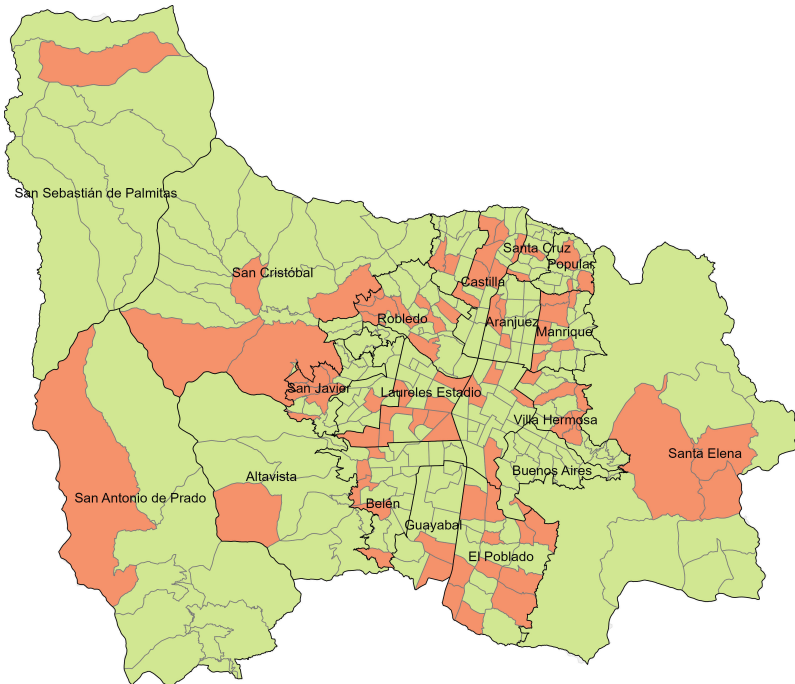 San Sebastián de Palmitas
San Cristóbal
Santa Cruz
Popular
Castilla
Robledo
Aranjuez
Manrique
San Javier
Laureles Estadio
Villa Hermosa
Santa Elena
Buenos Aires
Altavista
San Antonio de Prado
Belén
Guayabal
El Poblado